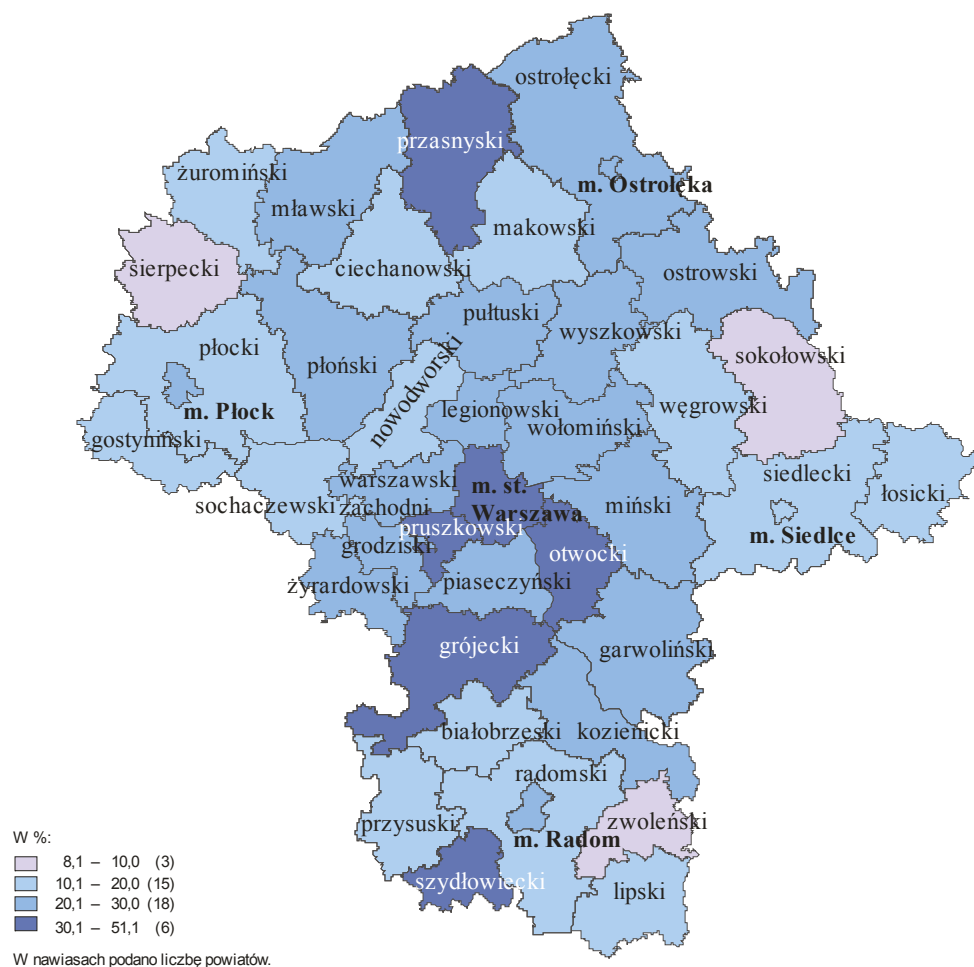 ostrołęcki
przasnyski
żuromiński
m. Ostrołęka
mławski
makowski
ciechanowski
sierpecki
ostrowski
pułtuski
wyszkowski
płocki
płoński
sokołowski
nowodworski
węgrowski
m. Płock
legionowski
wołomiński
gostyniński
siedlecki
warszawski
zachodni
m. st.
Warszawa
sochaczewski
miński
łosicki
pruszkowski
m. Siedlce
grodziski
otwocki
żyrardowski
piaseczyński
grójecki
garwoliński
białobrzeski
kozienicki
radomski
przysuski
zwoleński
m. Radom
szydłowiecki
lipski
W %:
8,1 – 10,0 (3)
10,1 – 20,0 (15)
20,1 – 30,0 (18)
30,1 – 51,1 (6)
W nawiasach podano liczbę powiatów.